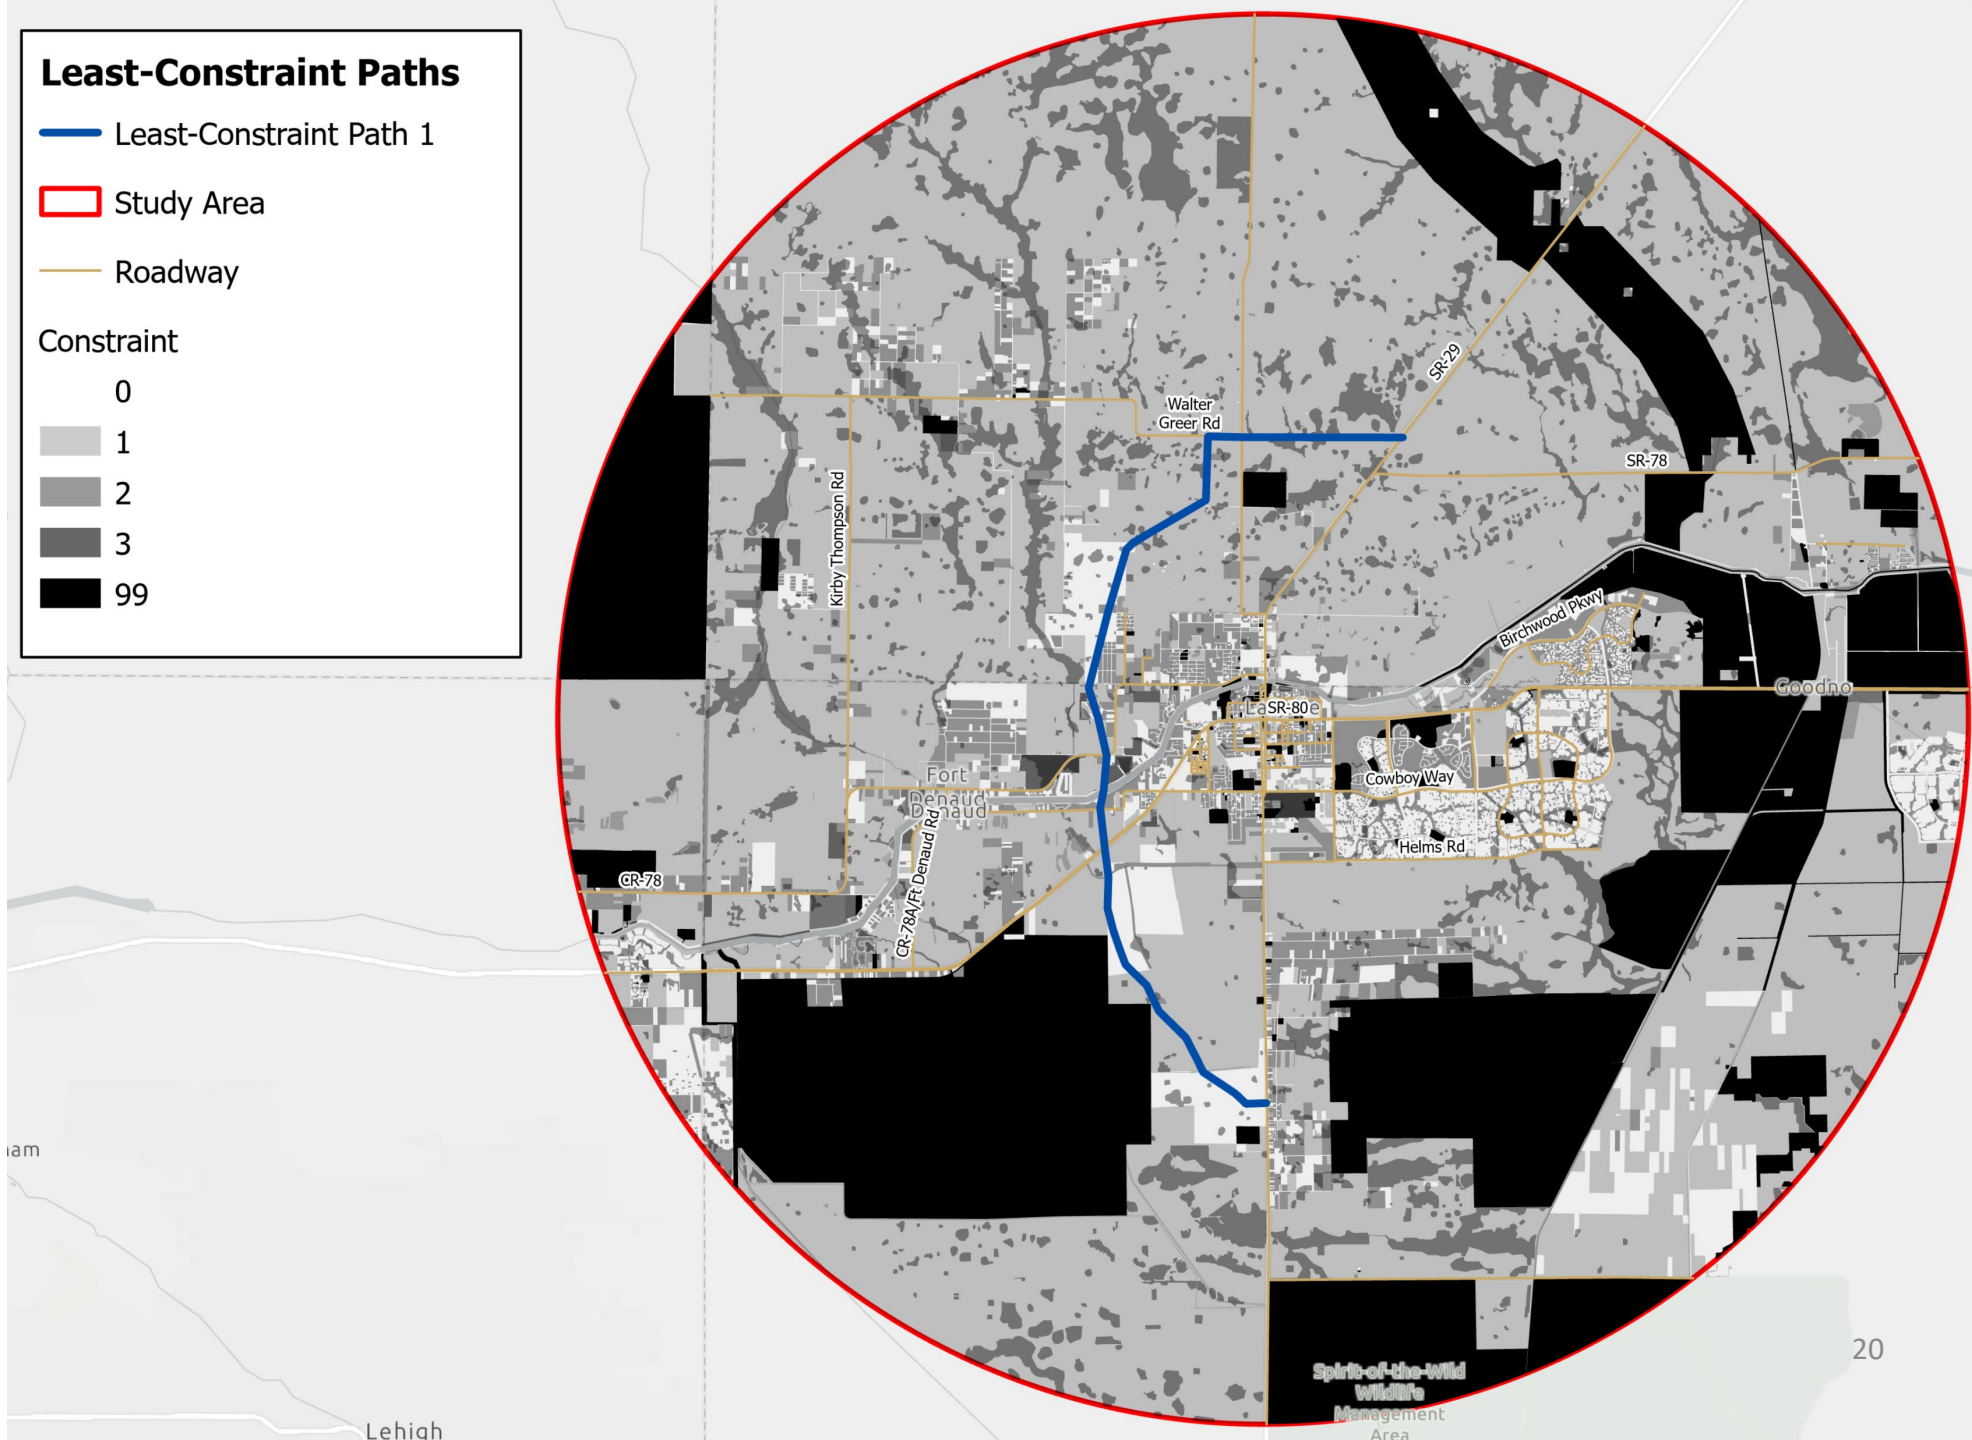 Least-Constraint Paths
Least-Constraint Path 1
Study Area
Roadway
Constraint
0
1
2
3
99
SR-29
Walter
Greer Rd
SR-78
Kirby Thompson Rd
Birchwood Pkwy
Goodno
SR-80
Fort
Denaud
Denaud
Cowboy Way
Helms Rd
CR-78
CR-78A/Ft Denaud Rd
Lehigh
20
Spirit-of-the-Wild
Wildlife
Management
Area